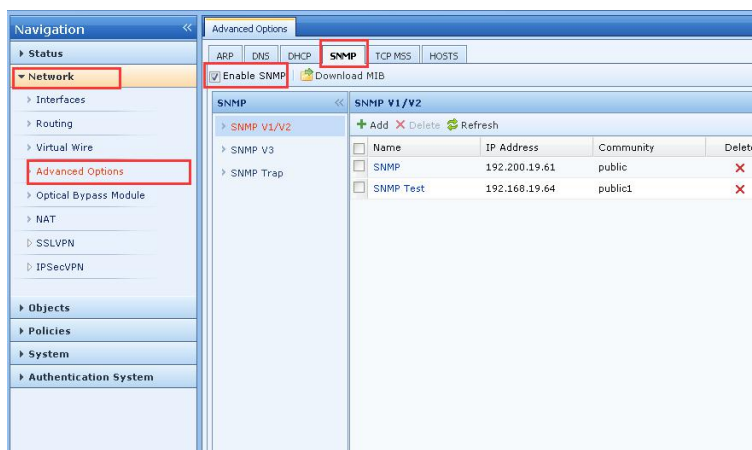 Navigation
Status
Network
Interfaces
Routing
Virtual Wire
Advanced Options
Optical Bypass Module
NAT
SSLVPN
IPSecVPN
Objects
Policies
System
Authentication System
Advanced Options
ARP DNS DHCP SNMP TCP MSS HOSTS
Enable SNMP Download MIB
SNMP
SNMP V1/V2
SNMP V3
SNMP Trap
SNMP V1/V2
Add Delete Refresh
Name IP Address Community Delete
SNMP 192.200.19.61 public
SNMP Test 192.168.19.64 public1